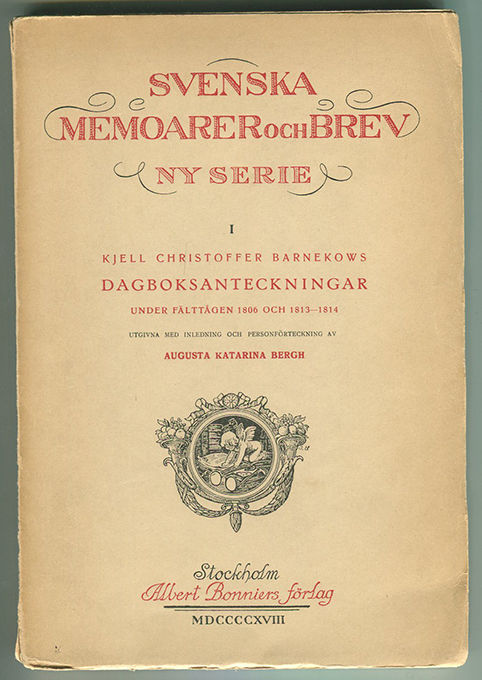 SVENSKA
MEMOARER OCH BREV
NY SERIE
I
KJELL CHRISTOFFER BARNEKOWS
DAGBOKSANTECKNINGAR
UNDER FÄLTTÅGEN 1806 OCH 1813—1814
UTGIVNA MED INLEDNING OCH PERSONFÖRTECKNING AV
AUGUSTA KATARINA BERGH
Stockholm
Albert Bonniers förlag
MDCCCCXVIII